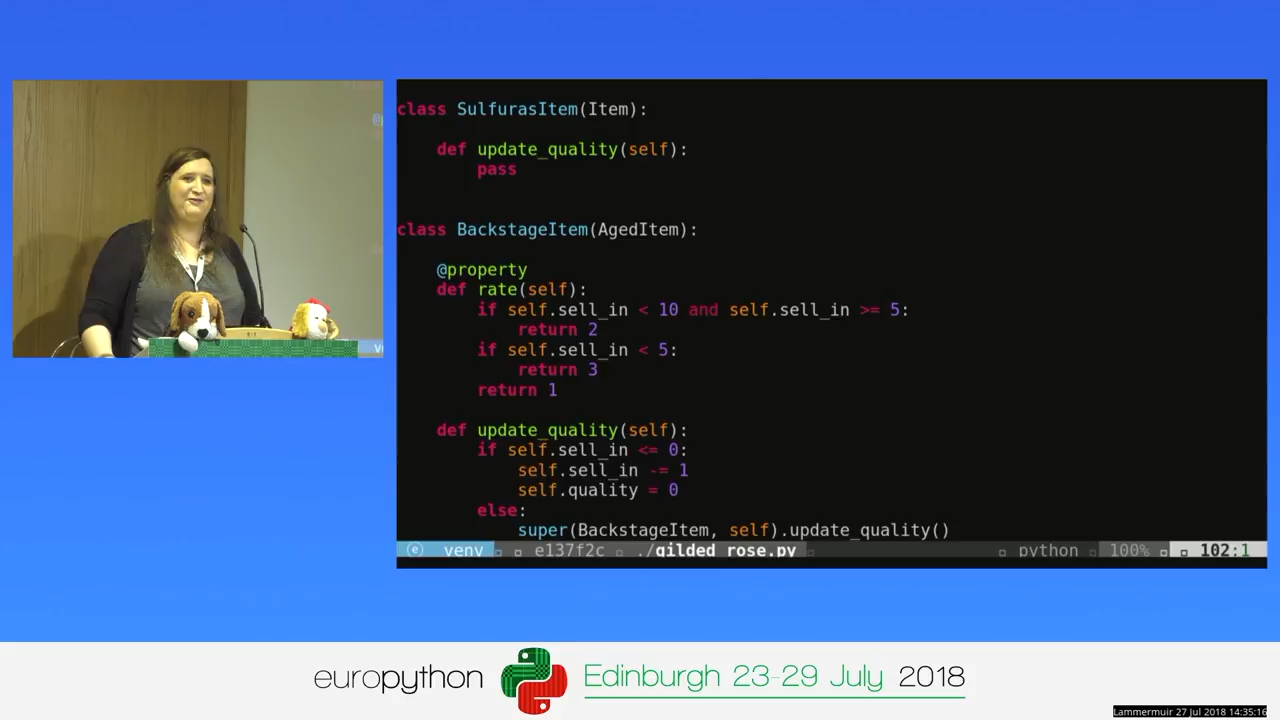 class SulfurasItem(Item):
def update_quality(self):
pass
class BackstageItem(AgedItem):
@property
def rate(self):
if self.sell_in < 10 and self.sell_in >= 5:
return 2
if self.sell_in < 5:
return 3
return 1
def update_quality(self):
if self.sell_in <= 0:
self.sell_in -= 1
self.quality = 0
else:
super(BackstageItem, self).update_quality()
venv e137f2c ./gilded_rose.py python 100% 102:1
europython Edinburgh 23-29 July 2018
Lammermuir 27 Jul 2018 14:35:16